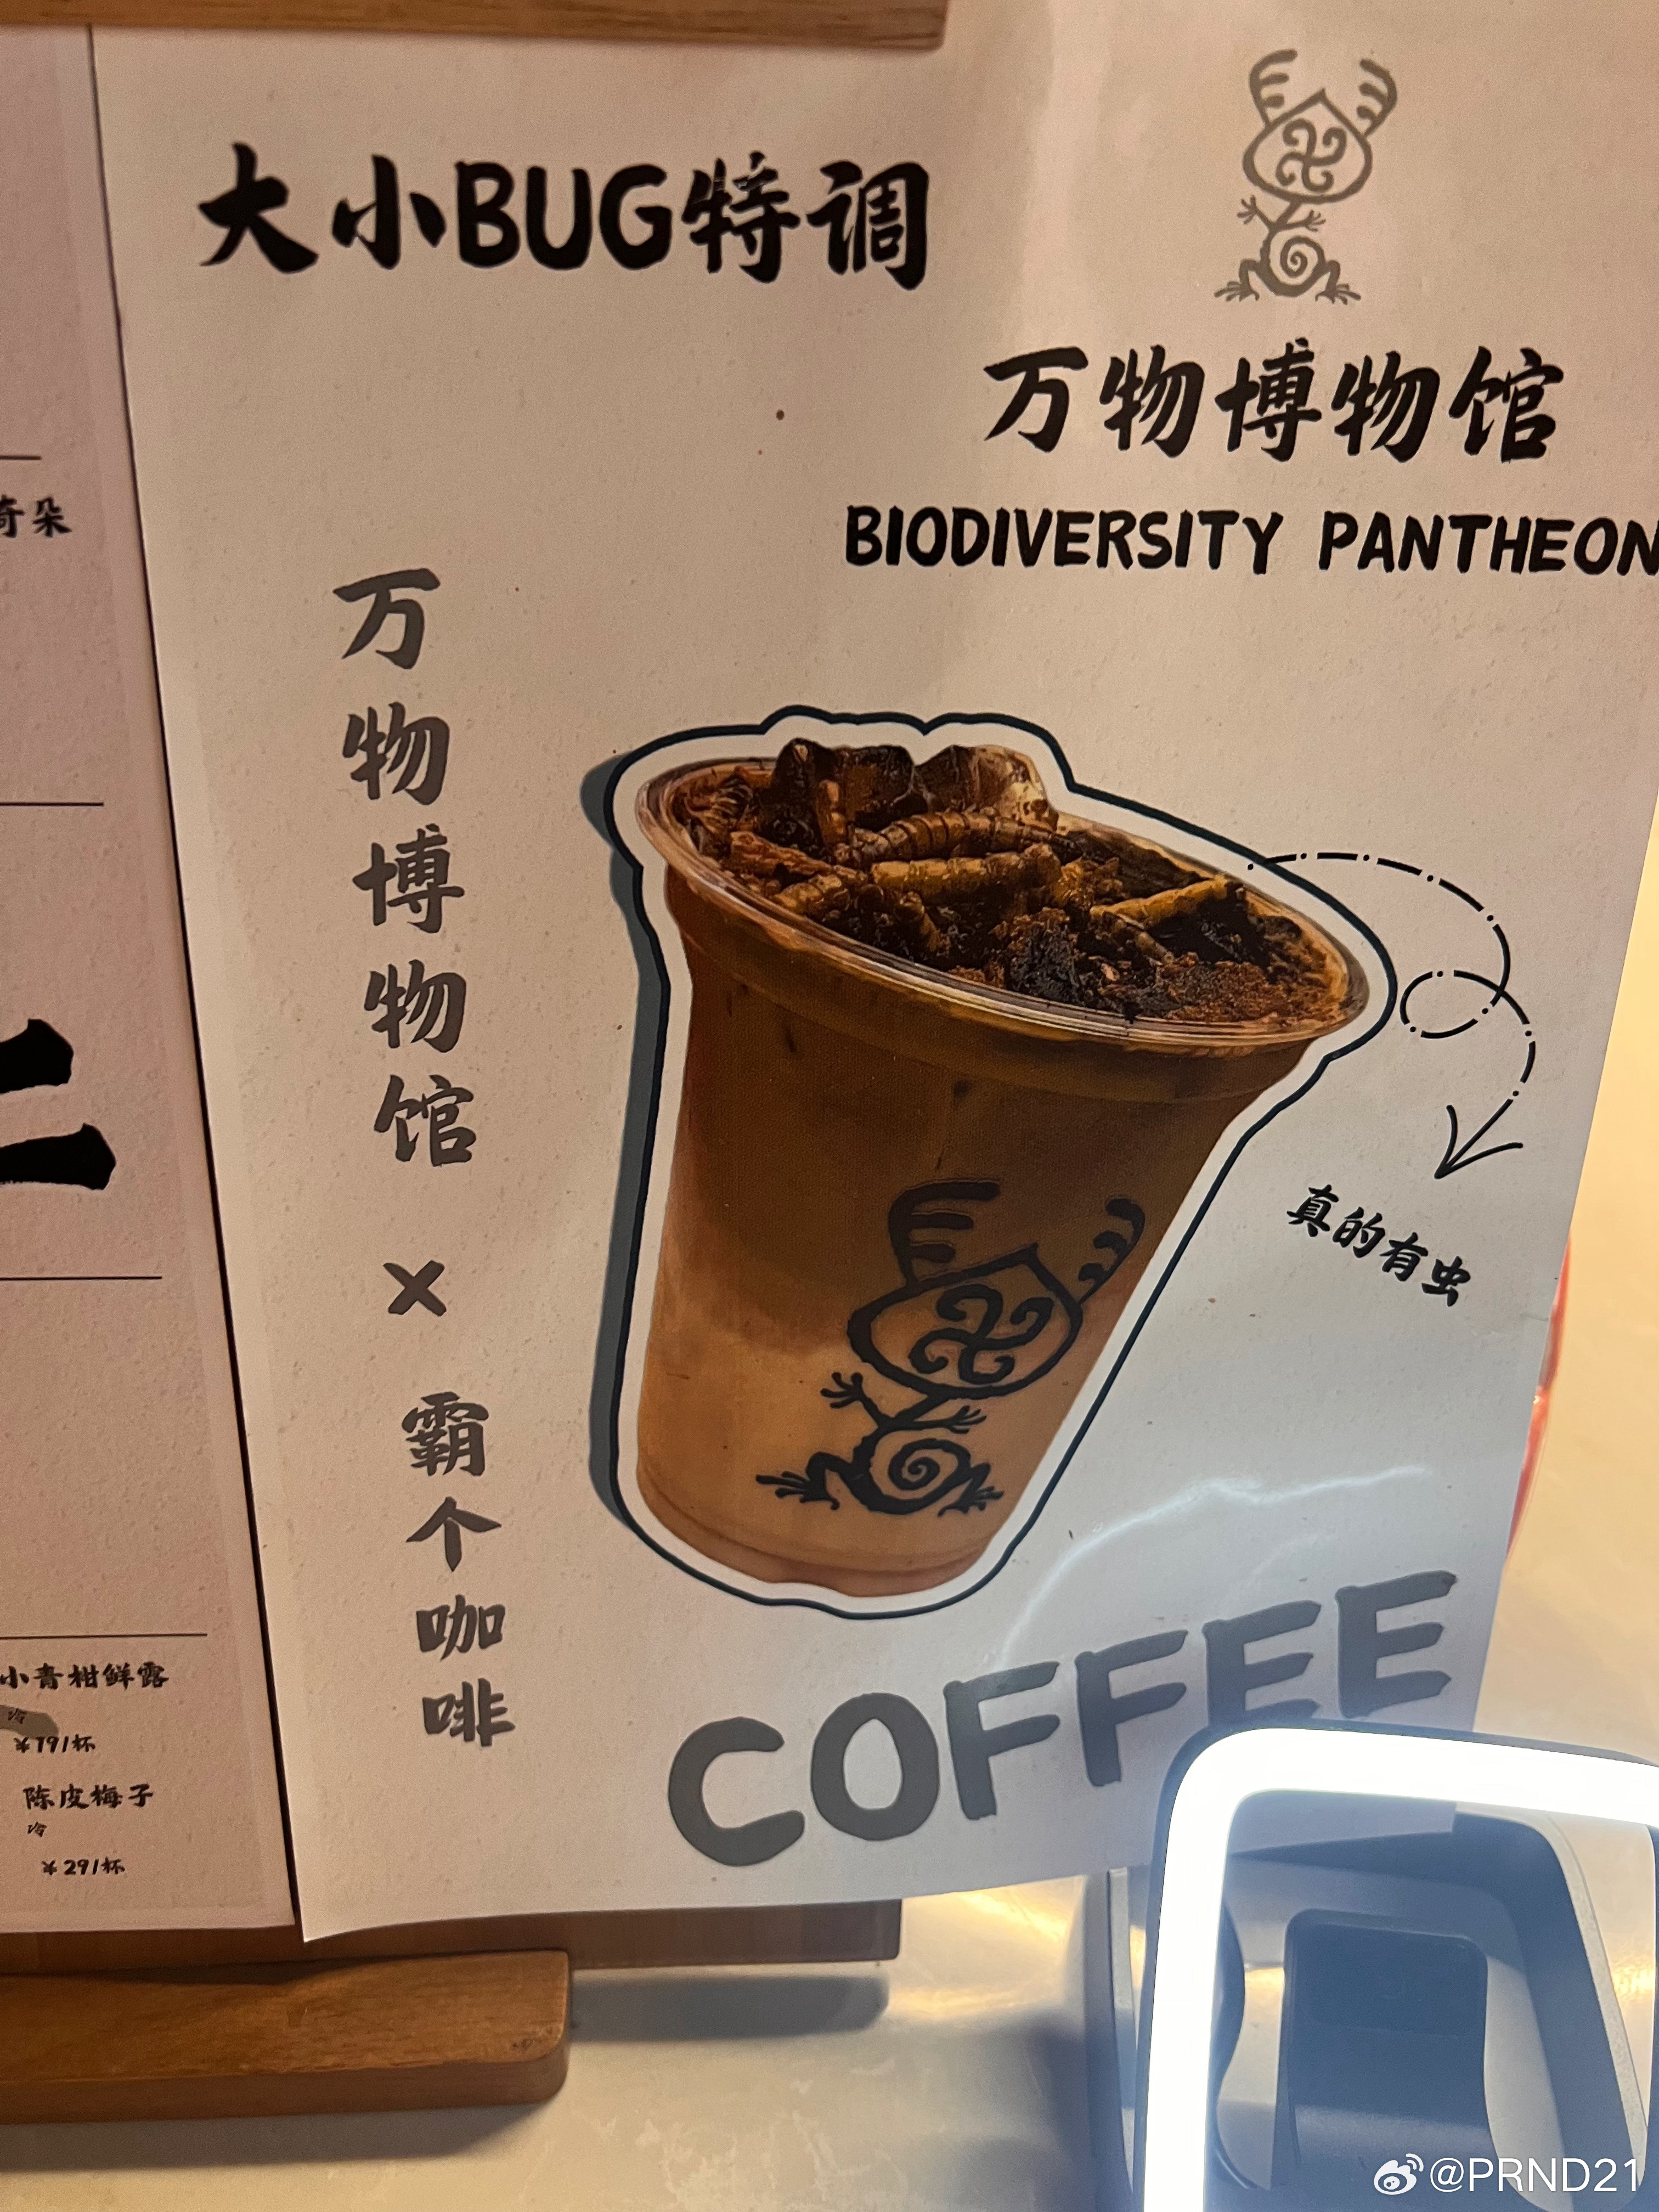 大小BUG特调
万物博物馆
BIODIVERSITY PANTHEON
万物博物馆 × 霸个咖啡
真的有虫
COFFEE
朵
小青柑鲜露
冷
¥19/杯
陈皮梅子
冷
¥29/杯
@PRND21